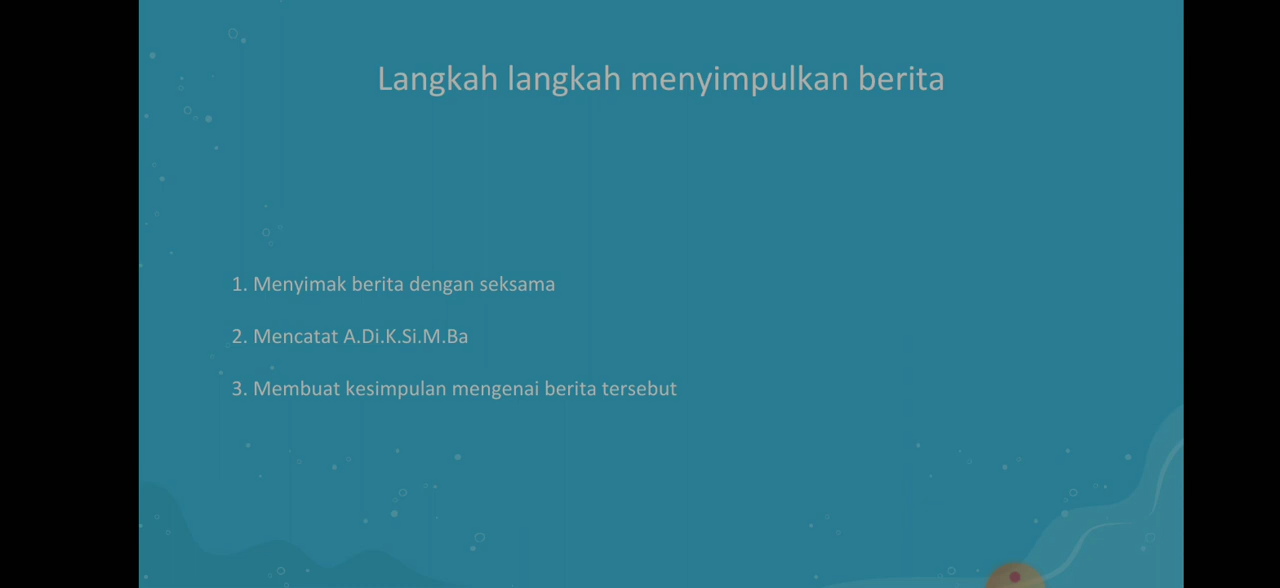 Langkah langkah menyimpulkan berita
1. Menyimak berita dengan seksama
2. Mencatat A.Di.K.Si.M.Ba
3. Membuat kesimpulan mengenai berita tersebut